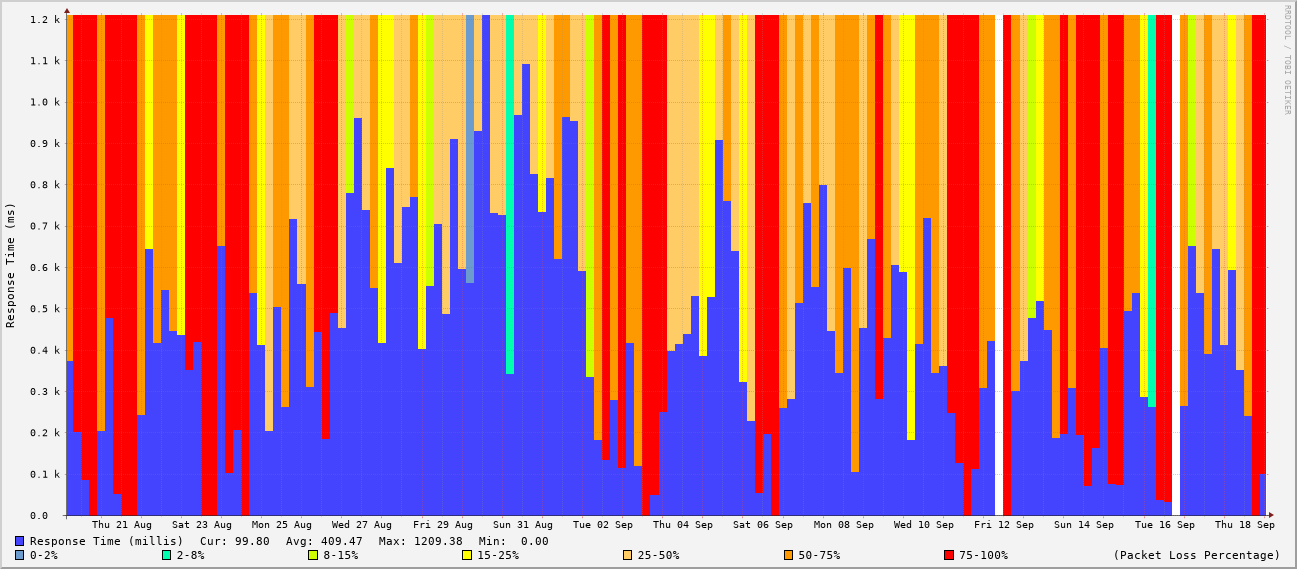 RRDTOOL / TOBI OETIKER
Response Time (ms)
1.2 k
1.1 k
1.0 k
0.9 k
0.8 k
0.7 k
0.6 k
0.5 k
0.4 k
0.3 k
0.2 k
0.1 k
0.0
Thu 21 Aug Sat 23 Aug Mon 25 Aug Wed 27 Aug Fri 29 Aug Sun 31 Aug Tue 02 Sep Thu 04 Sep Sat 06 Sep Mon 08 Sep Wed 10 Sep Fri 12 Sep Sun 14 Sep Tue 16 Sep Thu 18 Sep
Response Time (millis) Cur: 99.80 Avg: 409.47 Max: 1209.38 Min: 0.00
0-2% 2-8% 8-15% 15-25% 25-50% 50-75% 75-100% (Packet Loss Percentage)